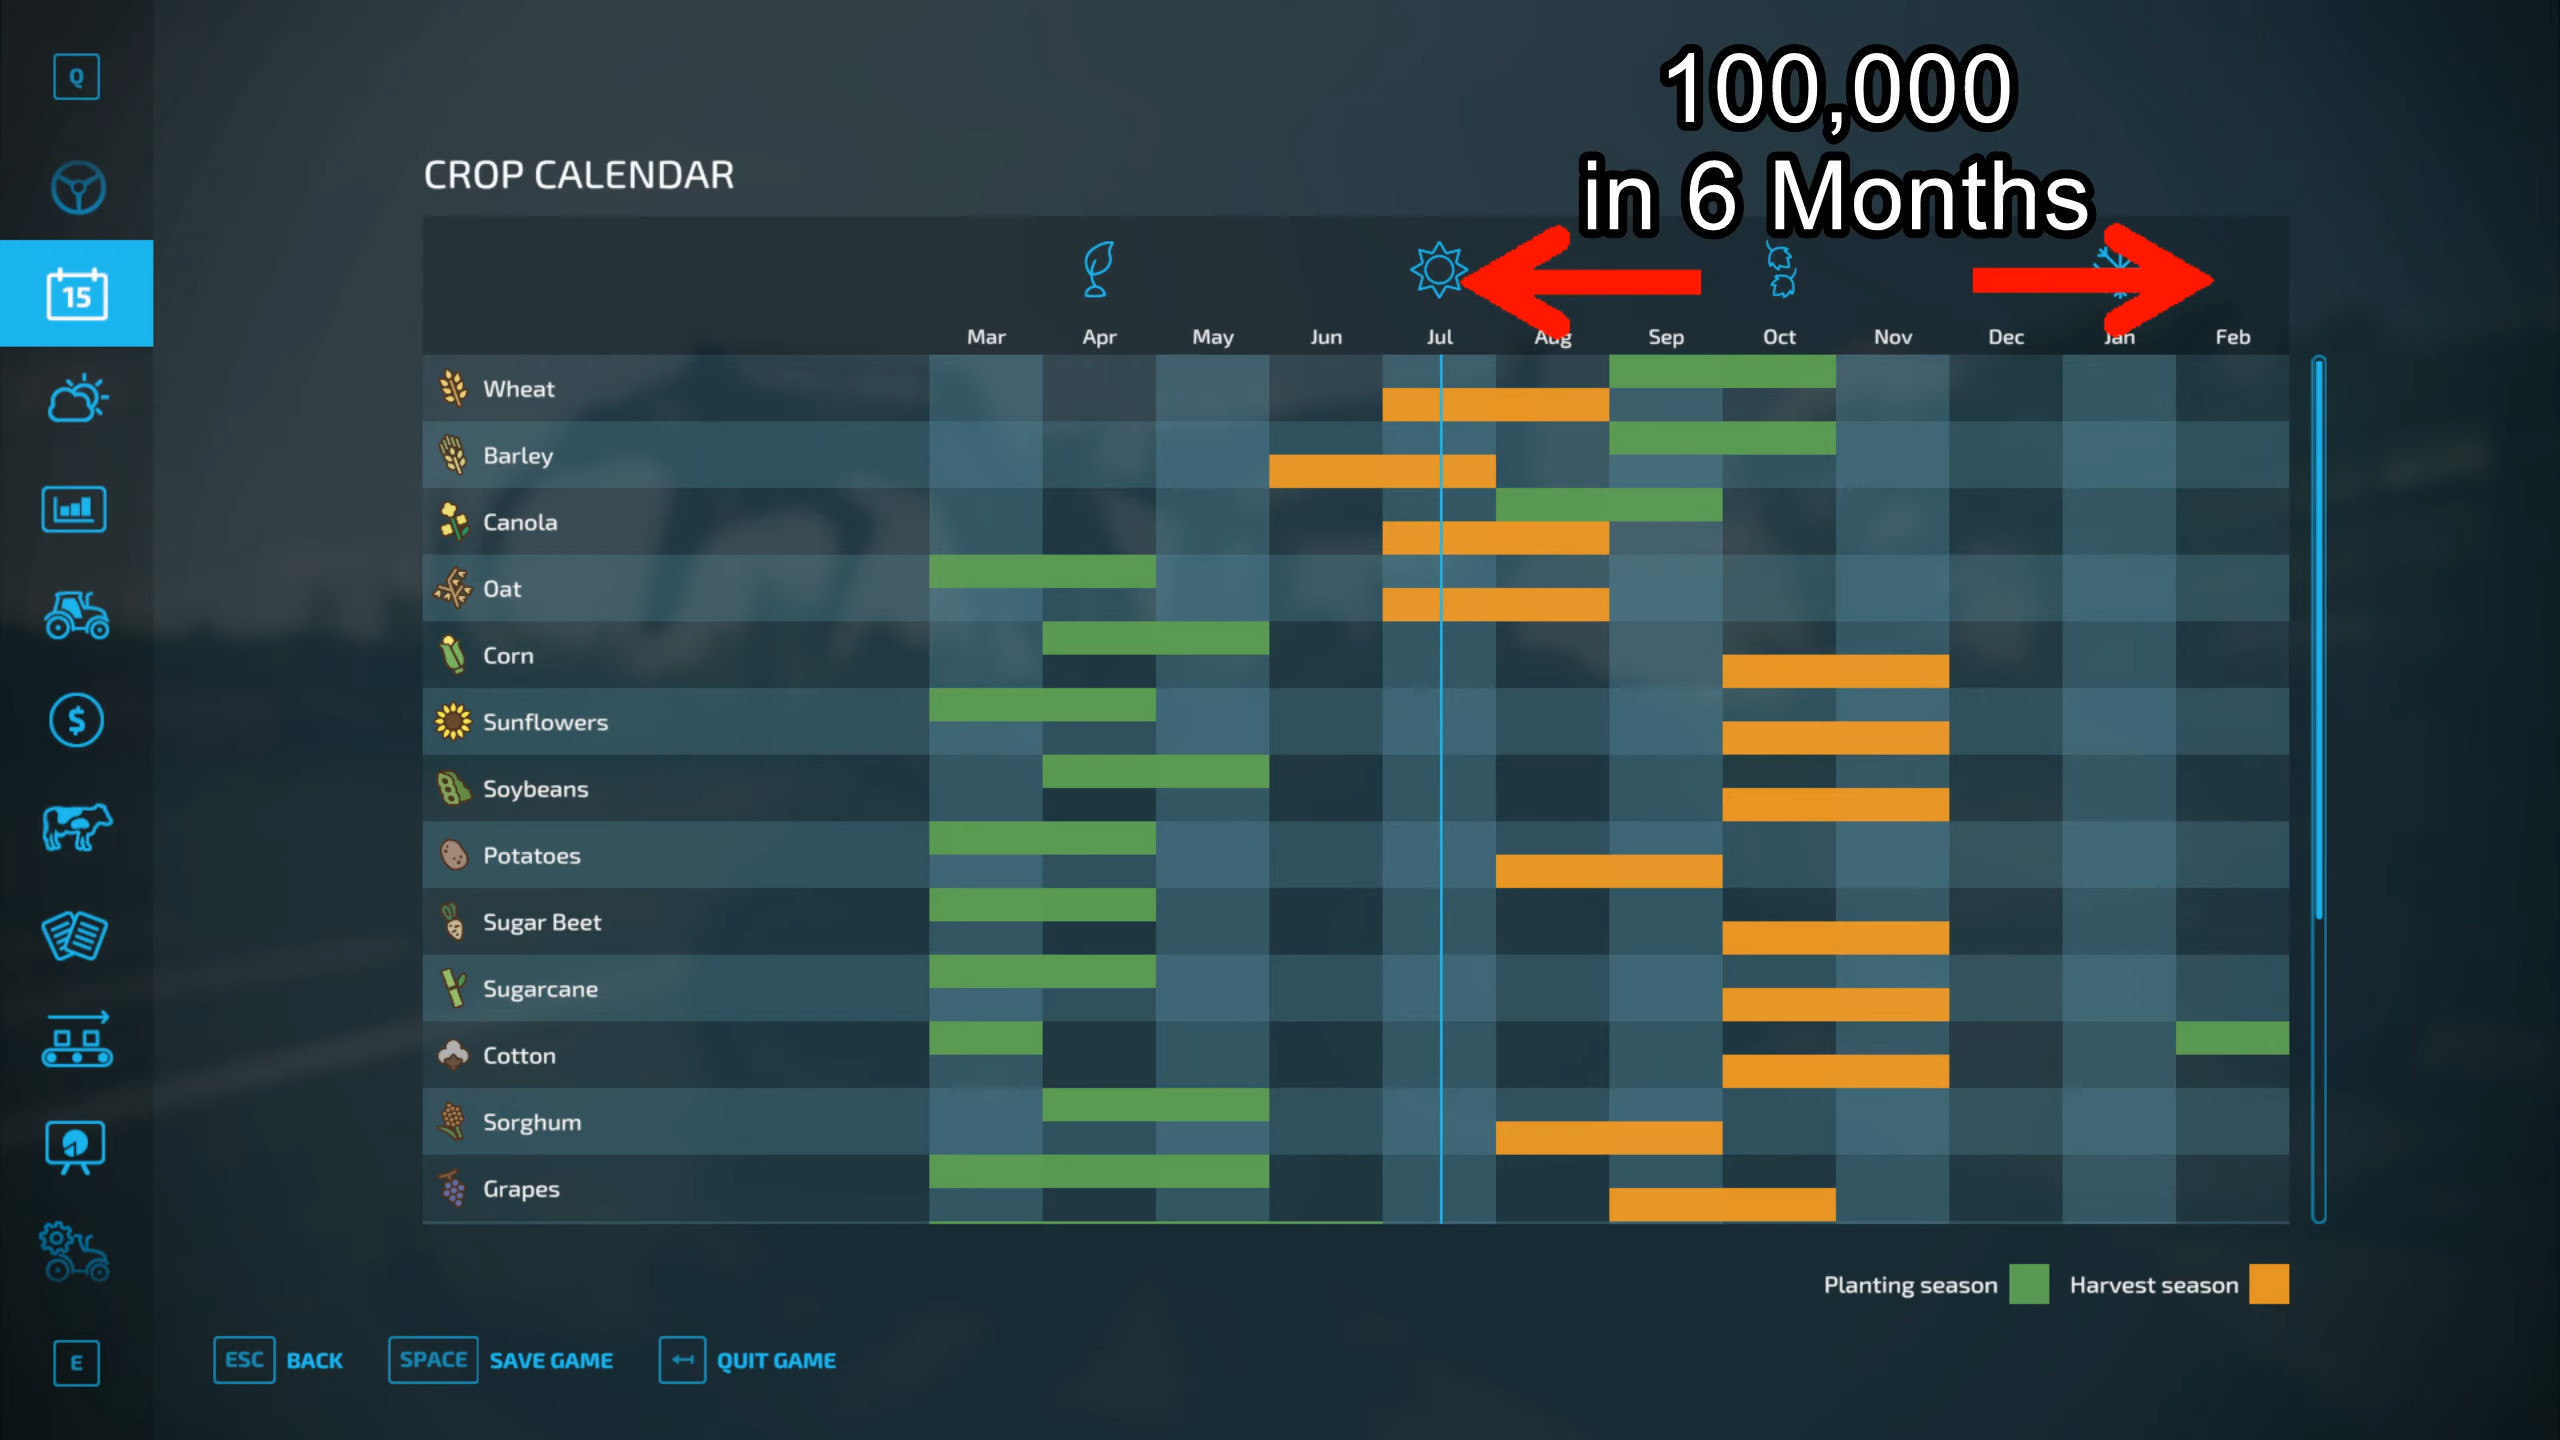 Q
100,000
in 6 Months
CROP CALENDAR
15
Mar Apr May Jun Jul Aug Sep Oct Nov Dec Jan Feb
Wheat
Barley
Canola
Oat
Corn
Sunflowers
Soybeans
Potatoes
Sugar Beet
Sugarcane
Cotton
Sorghum
Grapes
$
Planting season Harvest season
E
ESC BACK SPACE SAVE GAME QUIT GAME